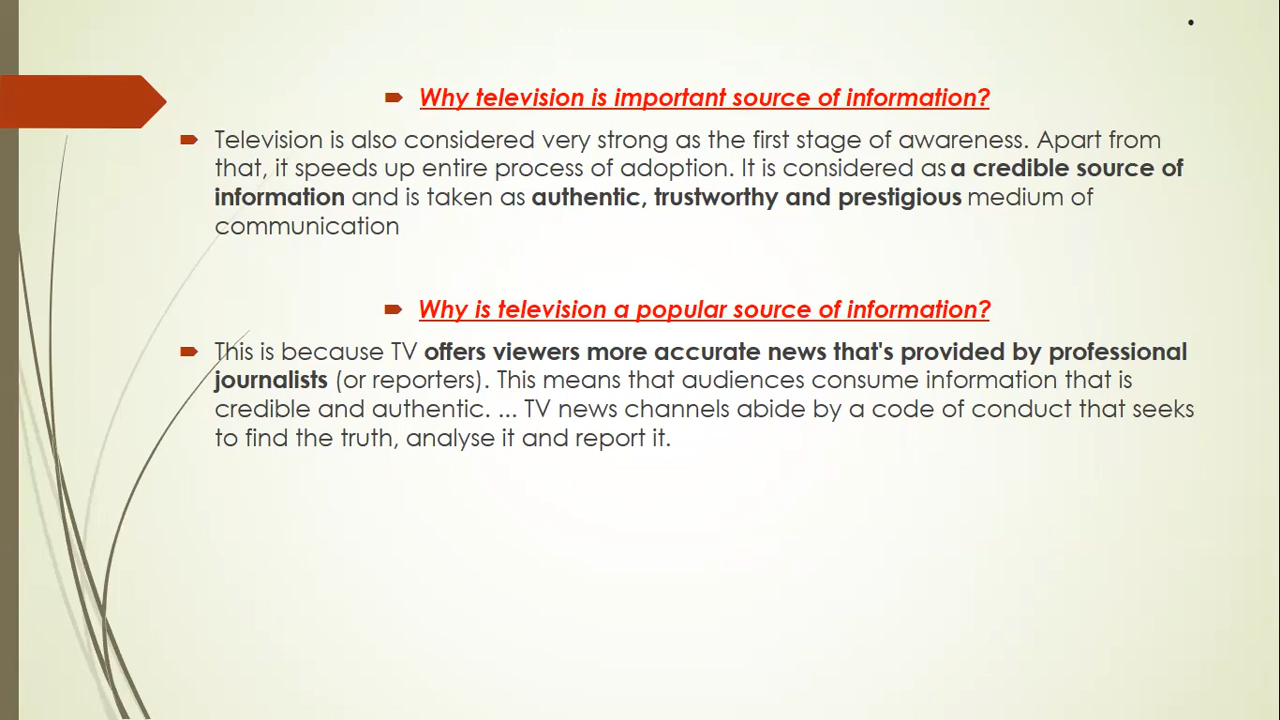 Why television is important source of information?
Television is also considered very strong as the first stage of awareness. Apart from
that, it speeds up entire process of adoption. It is considered as a credible source of
information and is taken as authentic, trustworthy and prestigious medium of
communication
Why is television a popular source of information?
This is because TV offers viewers more accurate news that's provided by professional
journalists (or reporters). This means that audiences consume information that is
credible and authentic. ... TV news channels abide by a code of conduct that seeks
to find the truth, analyse it and report it.